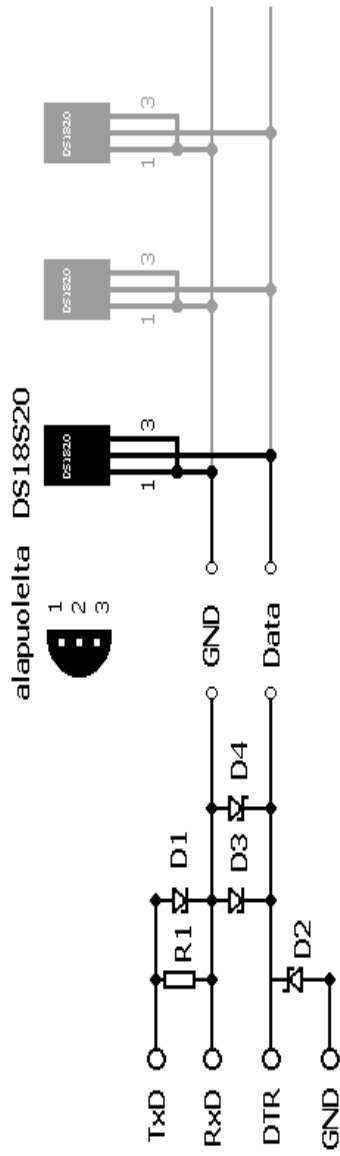 alapuolelta DS18S20
1
2
3
DS1820
DS1820
DS1820
1 3
1 3
1 3
TxD
R1
D1
RxD
GND
D3
D4
DTR
Data
D2
GND